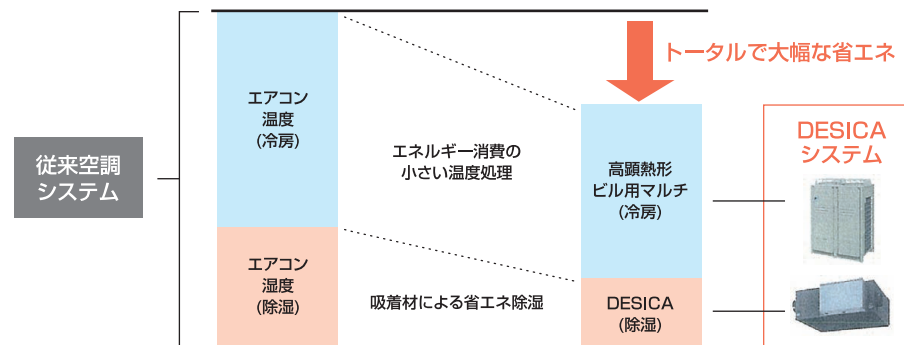 トータルで大幅な省エネ
従来空調
システム
エアコン
温度
(冷房)
エネルギー消費の
小さい温度処理
高顕熱形
ビル用マルチ
(冷房)
DESICA
システム
エアコン
湿度
(除湿)
吸着材による省エネ除湿
DESICA
(除湿)